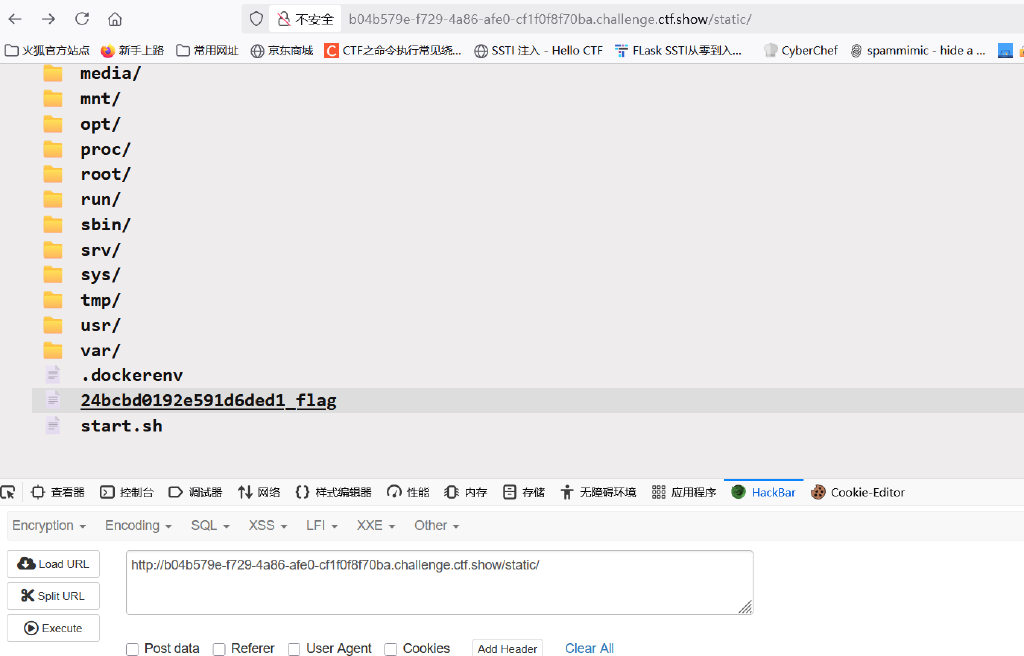 不安全 b04b579e-f729-4a86-afe0-cf1f0f8f70ba.challenge.ctf.show/static/
火狐官方站点 新手上路 常用网址 京东商城 C CTF之命令执行常见绕... SSTI 注入 - Hello CTF FLask SSTI从零到入... CyberChef spammimic - hide a ...
media/
mnt/
opt/
proc/
root/
run/
sbin/
srv/
sys/
tmp/
usr/
var/
.dockerenv
24bcbd0192e591d6ded1_flag
start.sh
查看器 控制台 调试器 网络 样式编辑器 性能 内存 存储 无障碍环境 应用程序 HackBar Cookie-Editor
Encryption Encoding SQL XSS LFI XXE Other
Load URL http://b04b579e-f729-4a86-afe0-cf1f0f8f70ba.challenge.ctf.show/static/
Split URL
Execute
Post data Referer User Agent Cookies Add Header Clear All